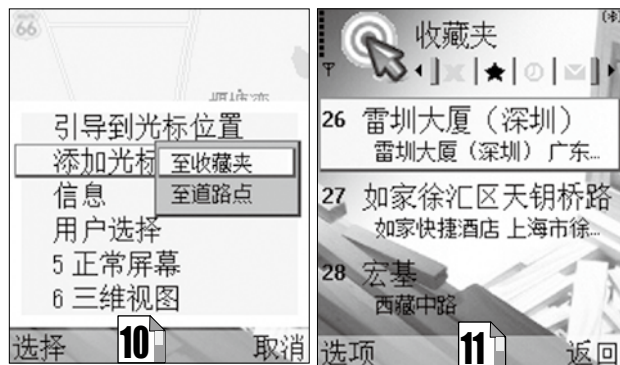 66
引导到光标位置
添加光标
至收藏夹
信息
至道路点
用户选择
5 正常屏幕
6 三维视图
选择
10
取消
收藏夹
26 雷圳大厦（深圳）
雷圳大厦（深圳）广东...
27 如家徐汇区天钥桥路
如家快捷酒店 上海市徐...
28 宏基
西藏中路
选项
11
返回